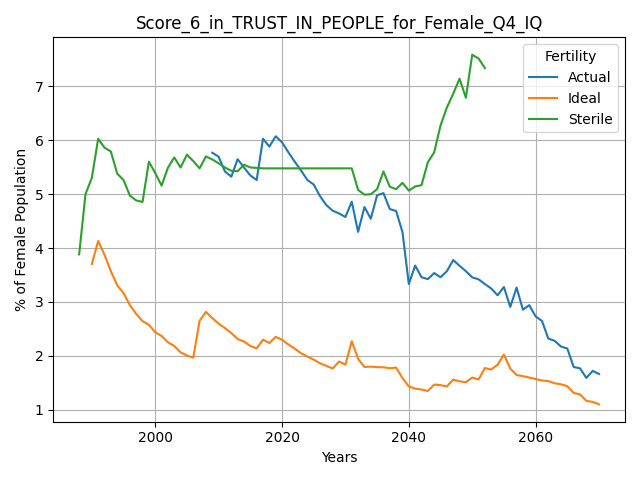 Score_6_in_TRUST_IN_PEOPLE_for_Female_Q4_IQ
% of Female Population
7
6
5
4
3
2
1
Fertility
Actual
Ideal
Sterile
2000 2020 2040 2060
Years